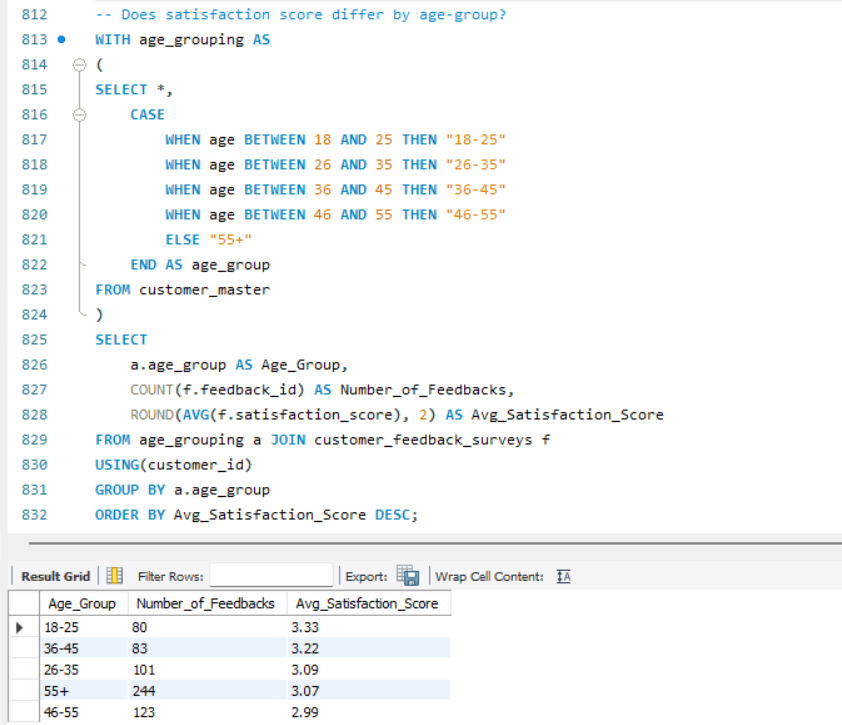 812 -- Does satisfaction score differ by age-group?
813 WITH age_grouping AS
814 (
815 SELECT *,
816 CASE
817 WHEN age BETWEEN 18 AND 25 THEN "18-25"
818 WHEN age BETWEEN 26 AND 35 THEN "26-35"
819 WHEN age BETWEEN 36 AND 45 THEN "36-45"
820 WHEN age BETWEEN 46 AND 55 THEN "46-55"
821 ELSE "55+"
822 END AS age_group
823 FROM customer_master
824 )
825 SELECT
826 a.age_group AS Age_Group,
827 COUNT(f.feedback_id) AS Number_of_Feedbacks,
828 ROUND(AVG(f.satisfaction_score), 2) AS Avg_Satisfaction_Score
829 FROM age_grouping a JOIN customer_feedback_surveys f
830 USING(customer_id)
831 GROUP BY a.age_group
832 ORDER BY Avg_Satisfaction_Score DESC;
Result Grid Filter Rows: Export: Wrap Cell Content: IA
Age_Group Number_of_Feedbacks Avg_Satisfaction_Score
18-25 80 3.33
36-45 83 3.22
26-35 101 3.09
55+ 244 3.07
46-55 123 2.99